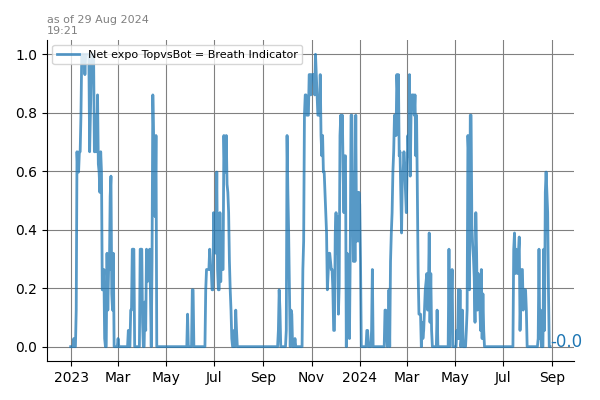 as of 29 Aug 2024
19:21
Net expo TopvsBot = Breath Indicator
1.0
0.8
0.6
0.4
0.2
0.0
-0.0
2023 Mar May Jul Sep Nov 2024 Mar May Jul Sep